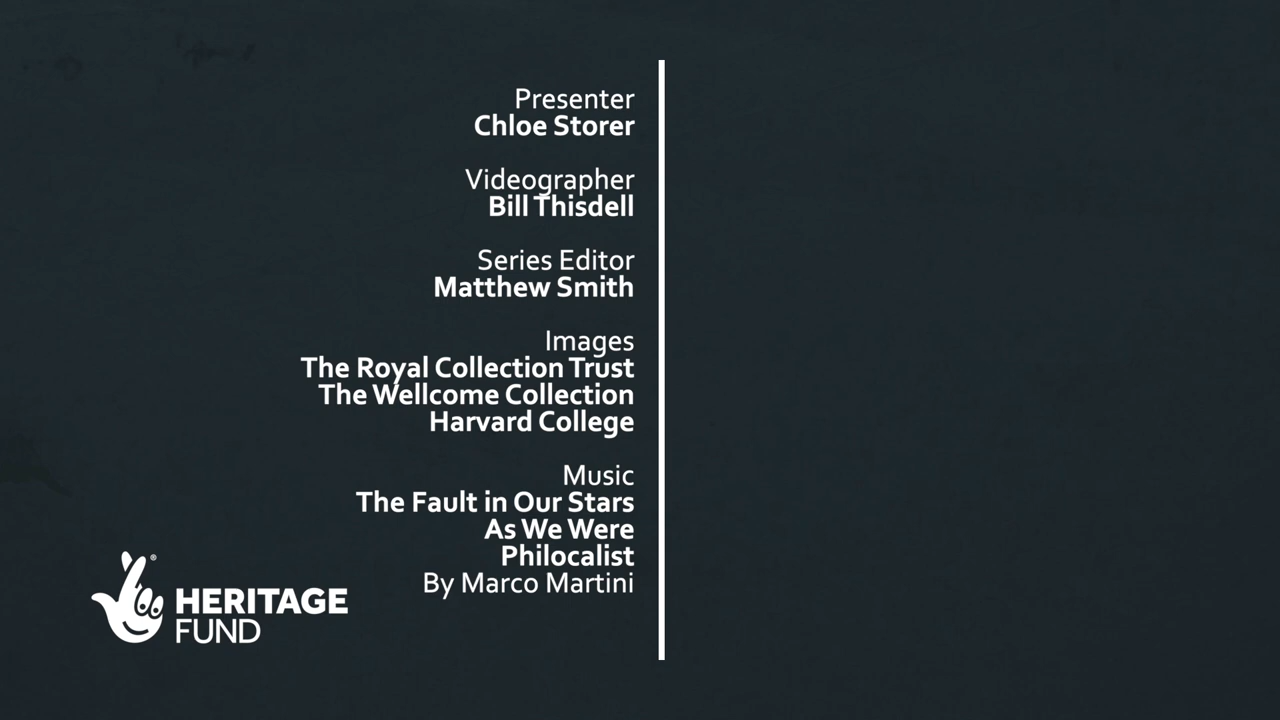 Presenter
Chloe Storer
Videographer
Bill Thisdell
Series Editor
Matthew Smith
Images
The Royal Collection Trust
The Wellcome Collection
Harvard College
Music
The Fault in Our Stars
As We Were
Philocalist
By Marco Martini
®
HERITAGE
FUND